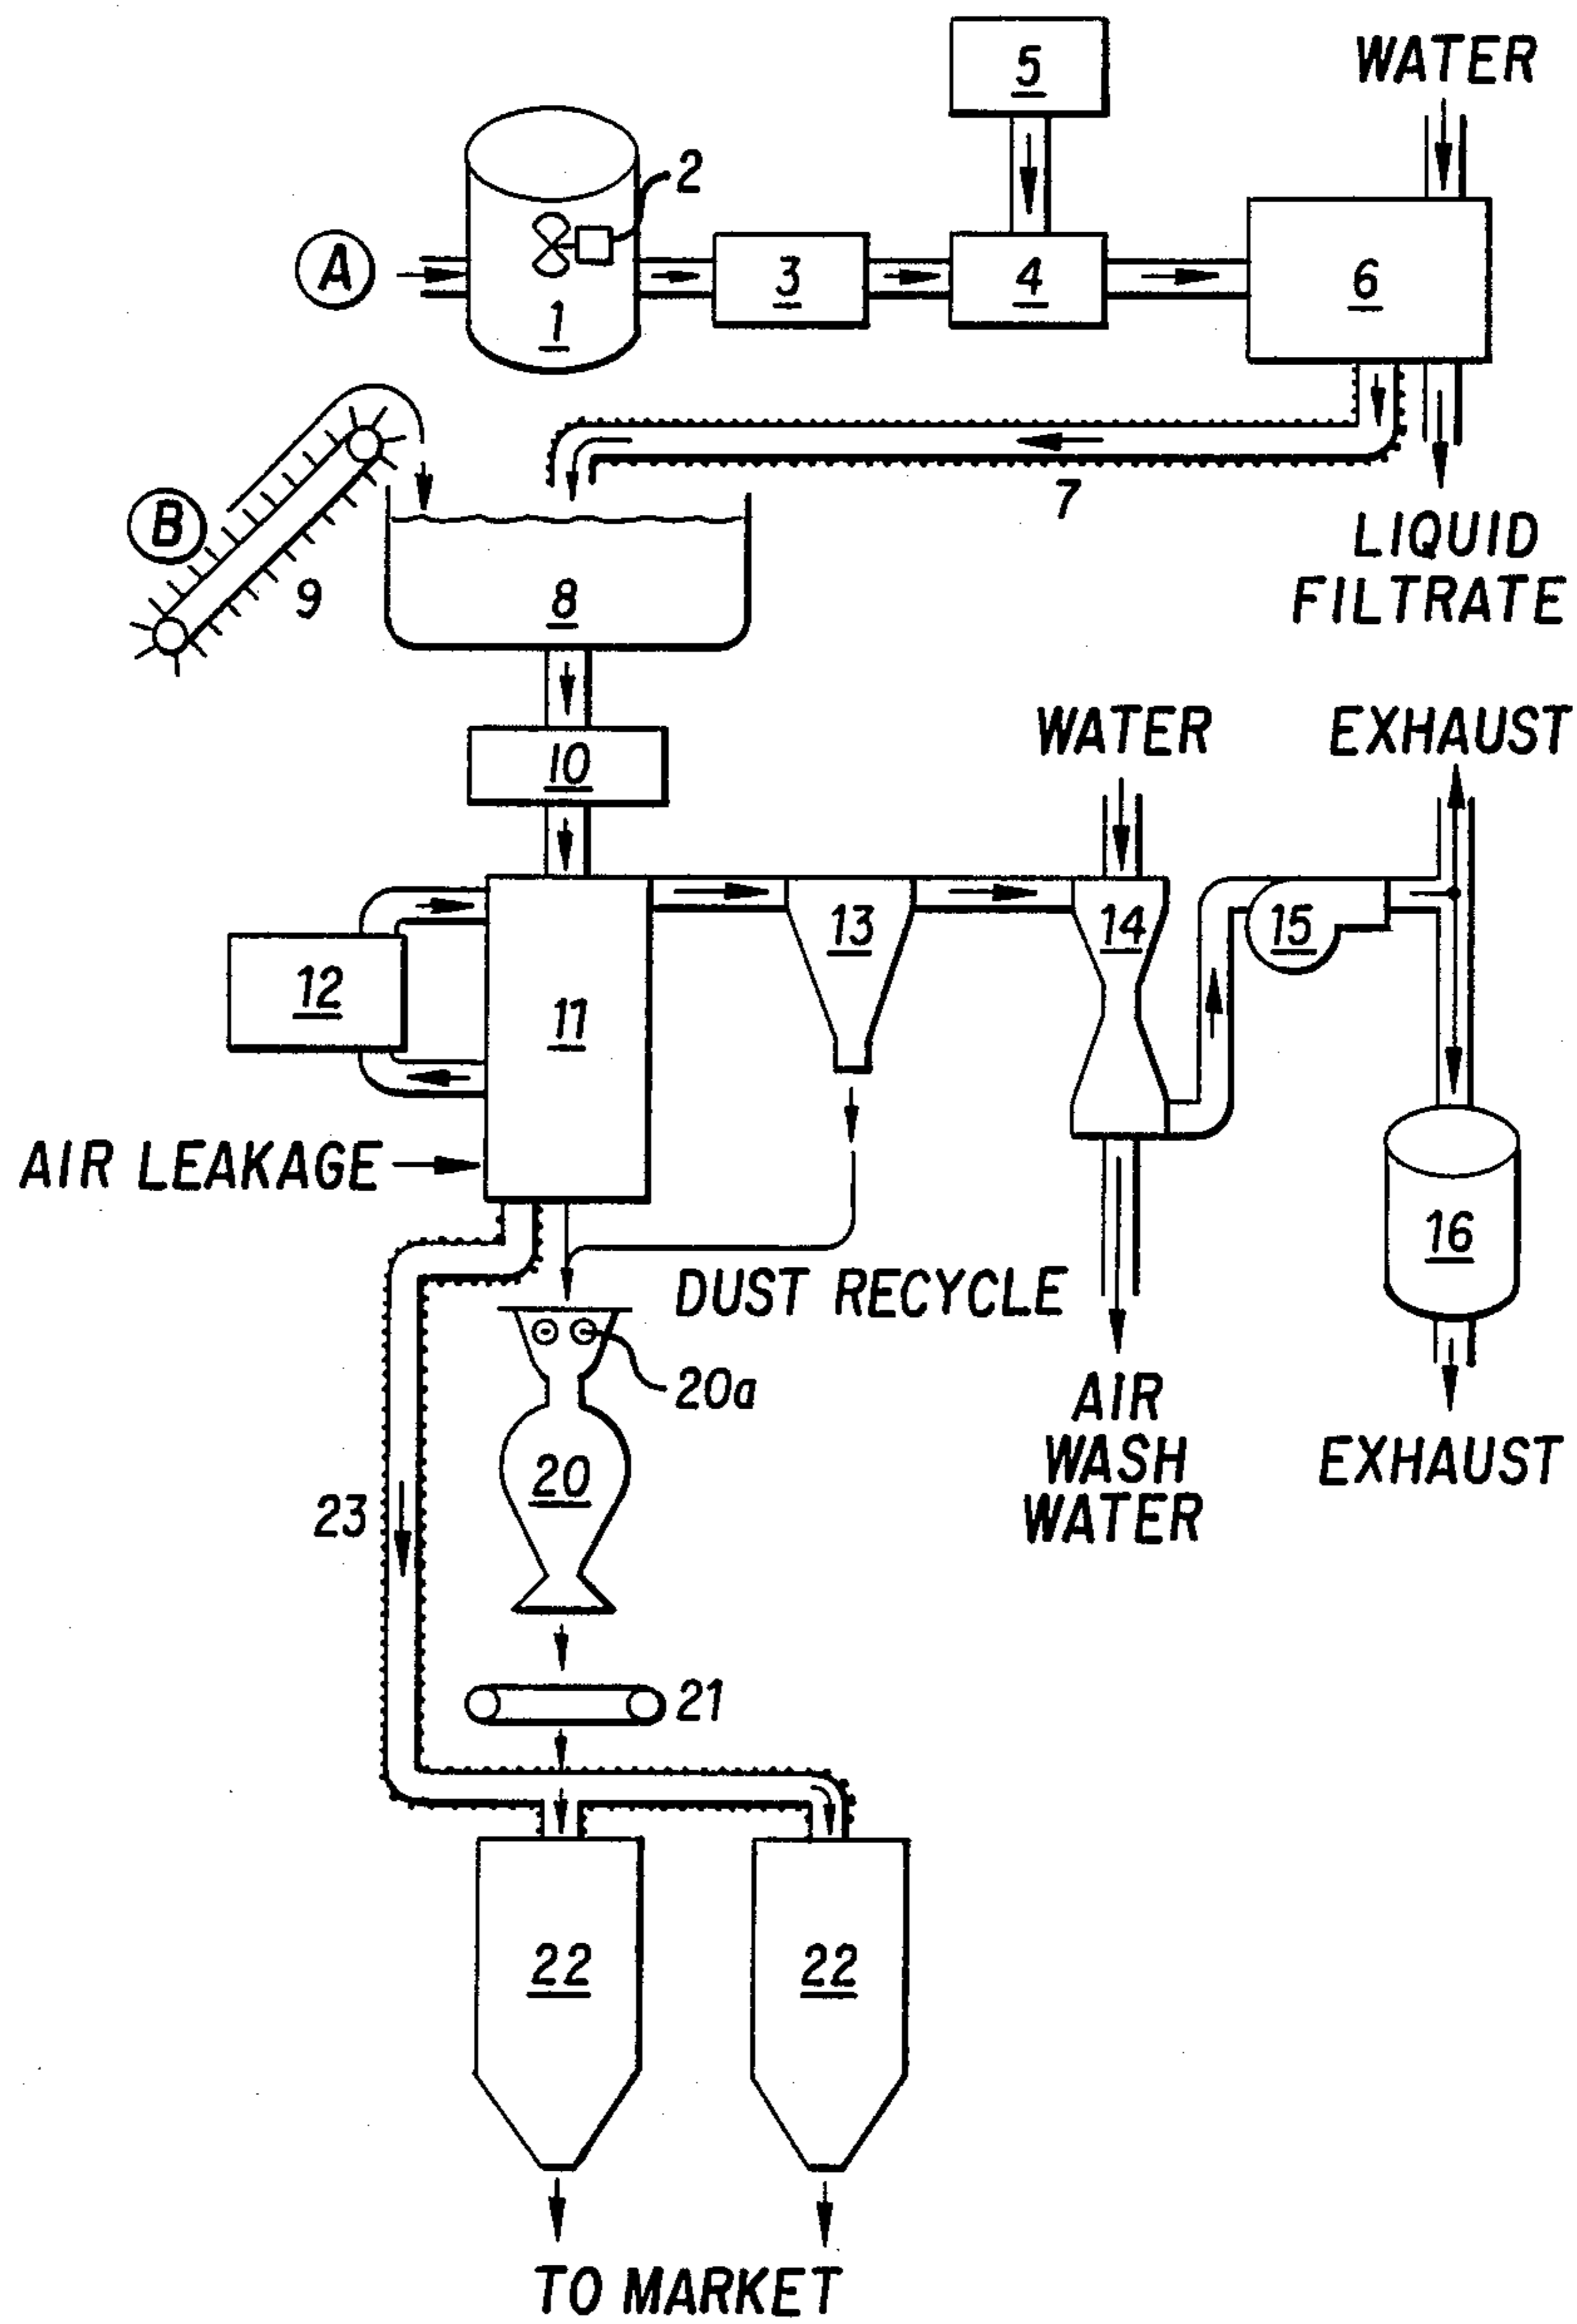 5
WATER
2
A
1
3
4
6
7
B
9
8
LIQUID
FILTRATE
10
WATER
EXHAUST
12
11
13
14
15
AIR LEAKAGE
16
DUST RECYCLE
20a
AIR
WASH
WATER
EXHAUST
20
23
21
22
22
TO MARKET